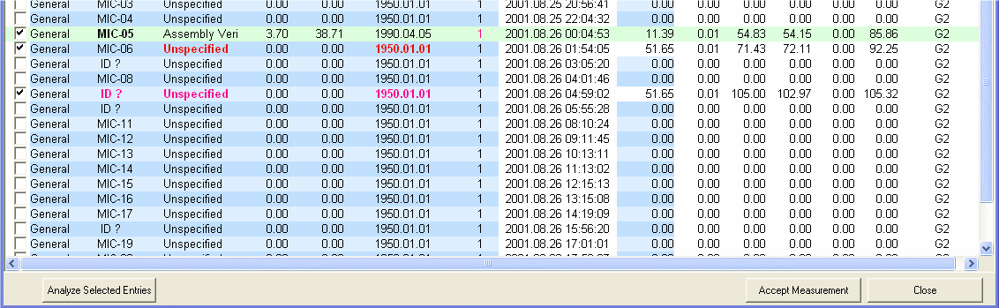 General MIC-03 Unspecified 0.00 0.00 1950.01.01 1 2001.08.25 20:56:41 0.00 0.00 0.00 0.00 0.00 0.00 G2
General MIC-04 Unspecified 0.00 0.00 1950.01.01 1 2001.08.25 22:04:32 0.00 0.00 0.00 0.00 0.00 0.00 G2
General MIC-05 Assembly Veri 3.70 38.71 1990.04.05 1 2001.08.26 00:04:53 11.39 0.01 54.83 54.15 0.00 85.86 G2
General MIC-06 Unspecified 0.00 0.00 1950.01.01 1 2001.08.26 01:54:05 51.65 0.01 71.43 72.11 0.00 92.25 G2
General ID ? Unspecified 0.00 0.00 1950.01.01 1 2001.08.26 03:05:20 0.00 0.00 0.00 0.00 0.00 0.00 G2
General MIC-08 Unspecified 0.00 0.00 1950.01.01 1 2001.08.26 04:01:46 0.00 0.00 0.00 0.00 0.00 0.00 G2
General ID ? Unspecified 0.00 0.00 1950.01.01 1 2001.08.26 04:59:02 51.65 0.01 105.00 102.97 0.00 105.32 G2
General ID ? Unspecified 0.00 0.00 1950.01.01 1 2001.08.26 05:55:28 0.00 0.00 0.00 0.00 0.00 0.00 G2
General MIC-11 Unspecified 0.00 0.00 1950.01.01 1 2001.08.26 08:10:24 0.00 0.00 0.00 0.00 0.00 0.00 G2
General MIC-12 Unspecified 0.00 0.00 1950.01.01 1 2001.08.26 09:11:45 0.00 0.00 0.00 0.00 0.00 0.00 G2
General MIC-13 Unspecified 0.00 0.00 1950.01.01 1 2001.08.26 10:13:11 0.00 0.00 0.00 0.00 0.00 0.00 G2
General MIC-14 Unspecified 0.00 0.00 1950.01.01 1 2001.08.26 11:13:02 0.00 0.00 0.00 0.00 0.00 0.00 G2
General MIC-15 Unspecified 0.00 0.00 1950.01.01 1 2001.08.26 12:15:13 0.00 0.00 0.00 0.00 0.00 0.00 G2
General MIC-16 Unspecified 0.00 0.00 1950.01.01 1 2001.08.26 13:15:08 0.00 0.00 0.00 0.00 0.00 0.00 G2
General MIC-17 Unspecified 0.00 0.00 1950.01.01 1 2001.08.26 14:19:09 0.00 0.00 0.00 0.00 0.00 0.00 G2
General ID ? Unspecified 0.00 0.00 1950.01.01 1 2001.08.26 15:56:20 0.00 0.00 0.00 0.00 0.00 0.00 G2
General MIC-19 Unspecified 0.00 0.00 1950.01.01 1 2001.08.26 17:01:01 0.00 0.00 0.00 0.00 0.00 0.00 G2
Analyze Selected Entries Accept Measurement Close